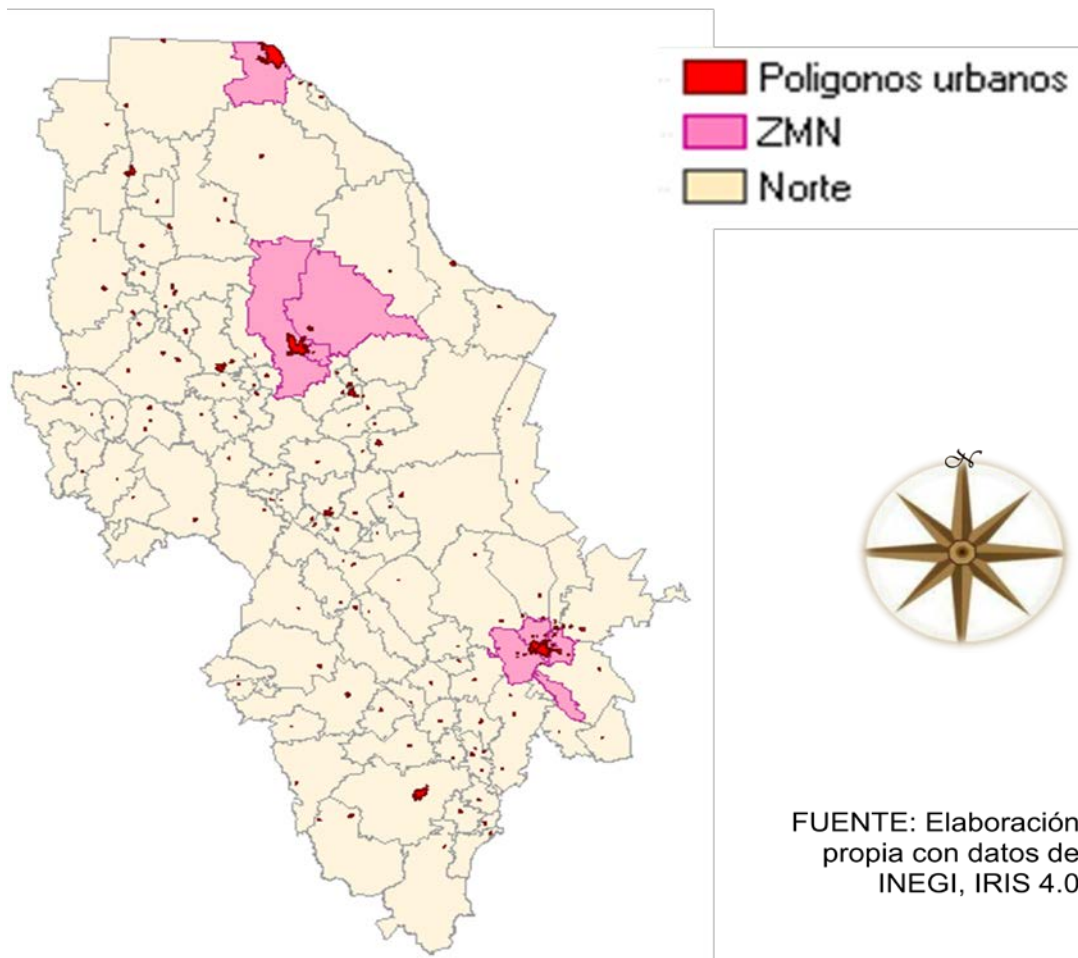 Poligonos urbanos
ZMN
Norte
N
FUENTE: Elaboración
propia con datos de
INEGI, IRIS 4.0